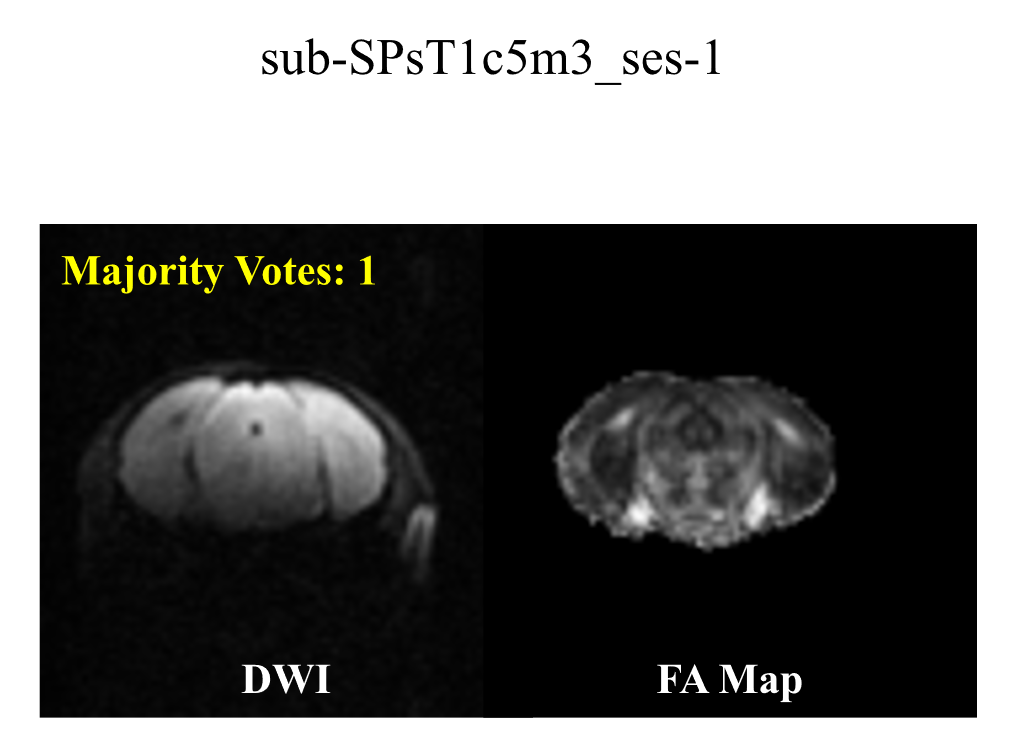 sub-SPsT1c5m3_ses-1
Majority Votes: 1
DWI
FA Map